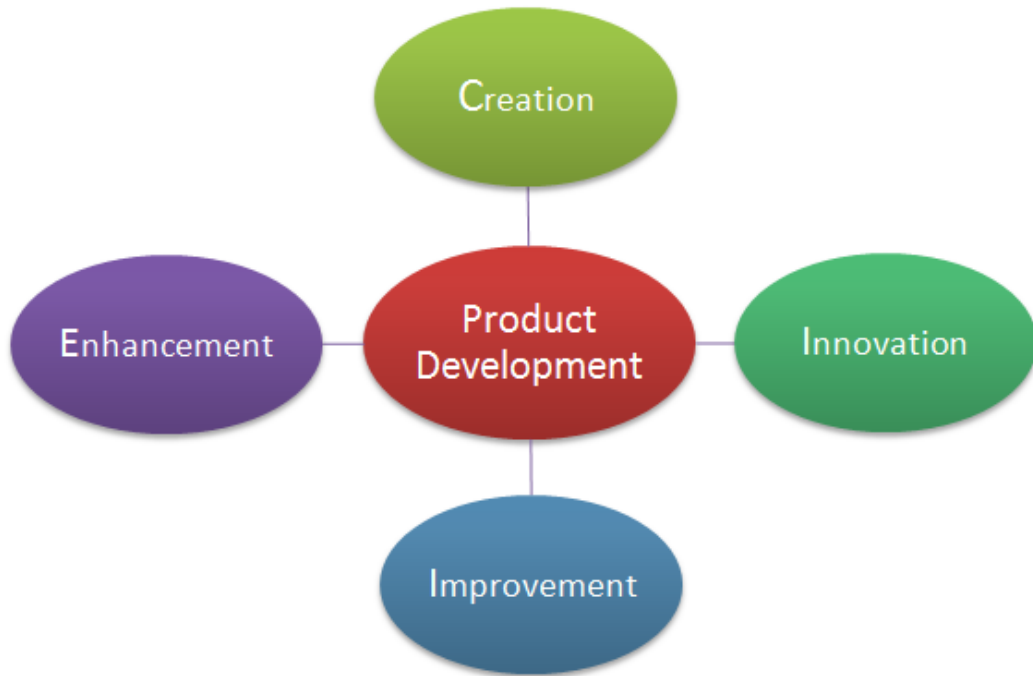 Creation
Enhancement
Product
Development
Innovation
Improvement